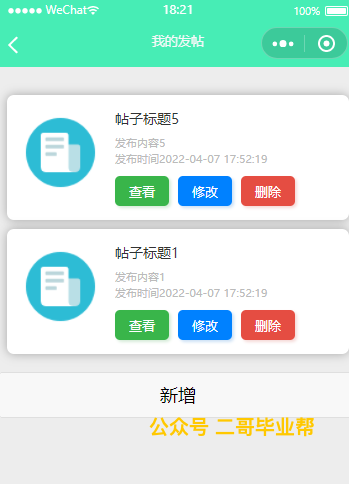 WeChat 18:21 100%
我的发帖
帖子标题5
发布内容5
发布时间2022-04-07 17:52:19
查看 修改 删除
帖子标题1
发布内容1
发布时间2022-04-07 17:52:19
查看 修改 删除
新增
公众号 二哥毕业帮